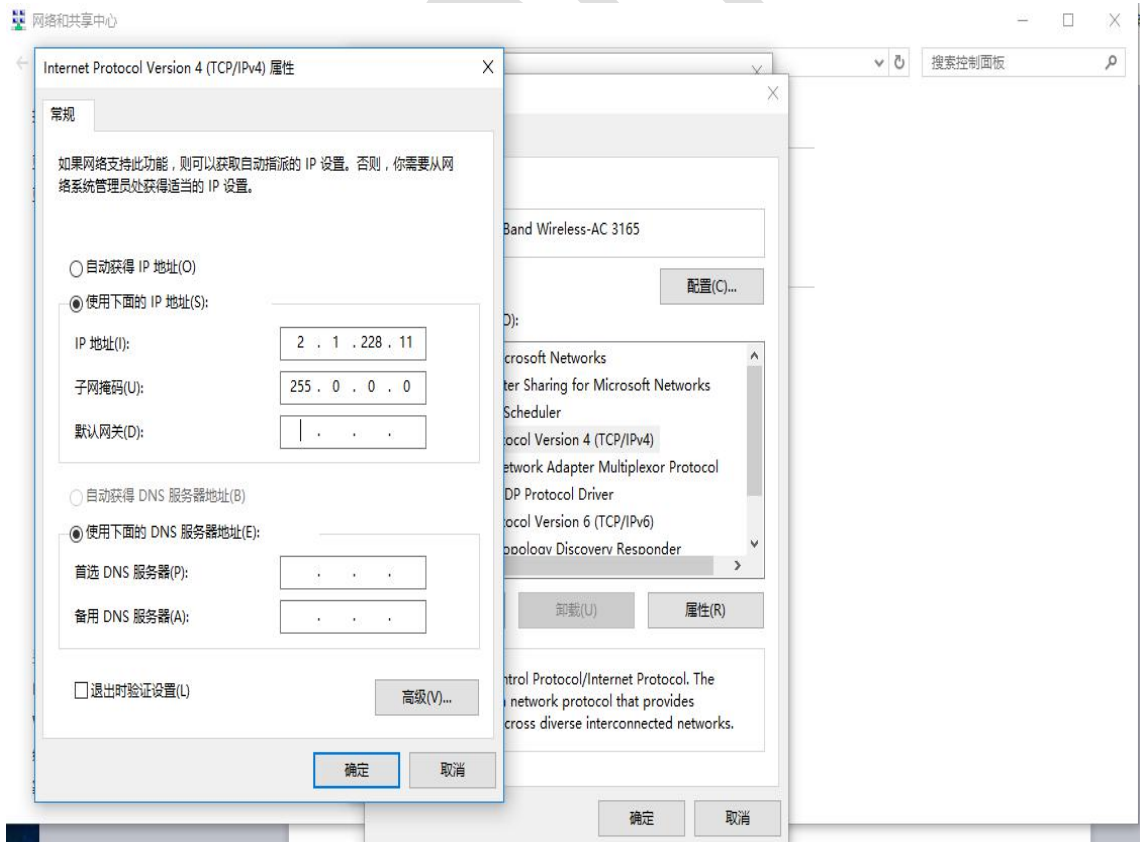 网络和共享中心
搜索控制面板
Internet Protocol Version 4 (TCP/IPv4) 属性
常规
如果网络支持此功能，则可以获取自动指派的 IP 设置。否则，你需要从网
络系统管理员处获得适当的 IP 设置。
自动获得 IP 地址(O)
使用下面的 IP 地址(S):
IP 地址(I):
2 . 1 . 228 . 11
子网掩码(U):
255 . 0 . 0 . 0
默认网关(D):
. . .
自动获得 DNS 服务器地址(B)
使用下面的 DNS 服务器地址(E):
首选 DNS 服务器(P):
. . .
备用 DNS 服务器(A):
. . .
退出时验证设置(L)
高级(V)...
确定
取消
Band Wireless-AC 3165
配置(C)...
O):
crosoft Networks
ter Sharing for Microsoft Networks
Scheduler
ocol Version 4 (TCP/IPv4)
etwork Adapter Multiplexor Protocol
DP Protocol Driver
ocol Version 6 (TCP/IPv6)
opology Discovery Responder
卸载(U)
属性(R)
ntrol Protocol/Internet Protocol. The
network protocol that provides
cross diverse interconnected networks.
确定
取消